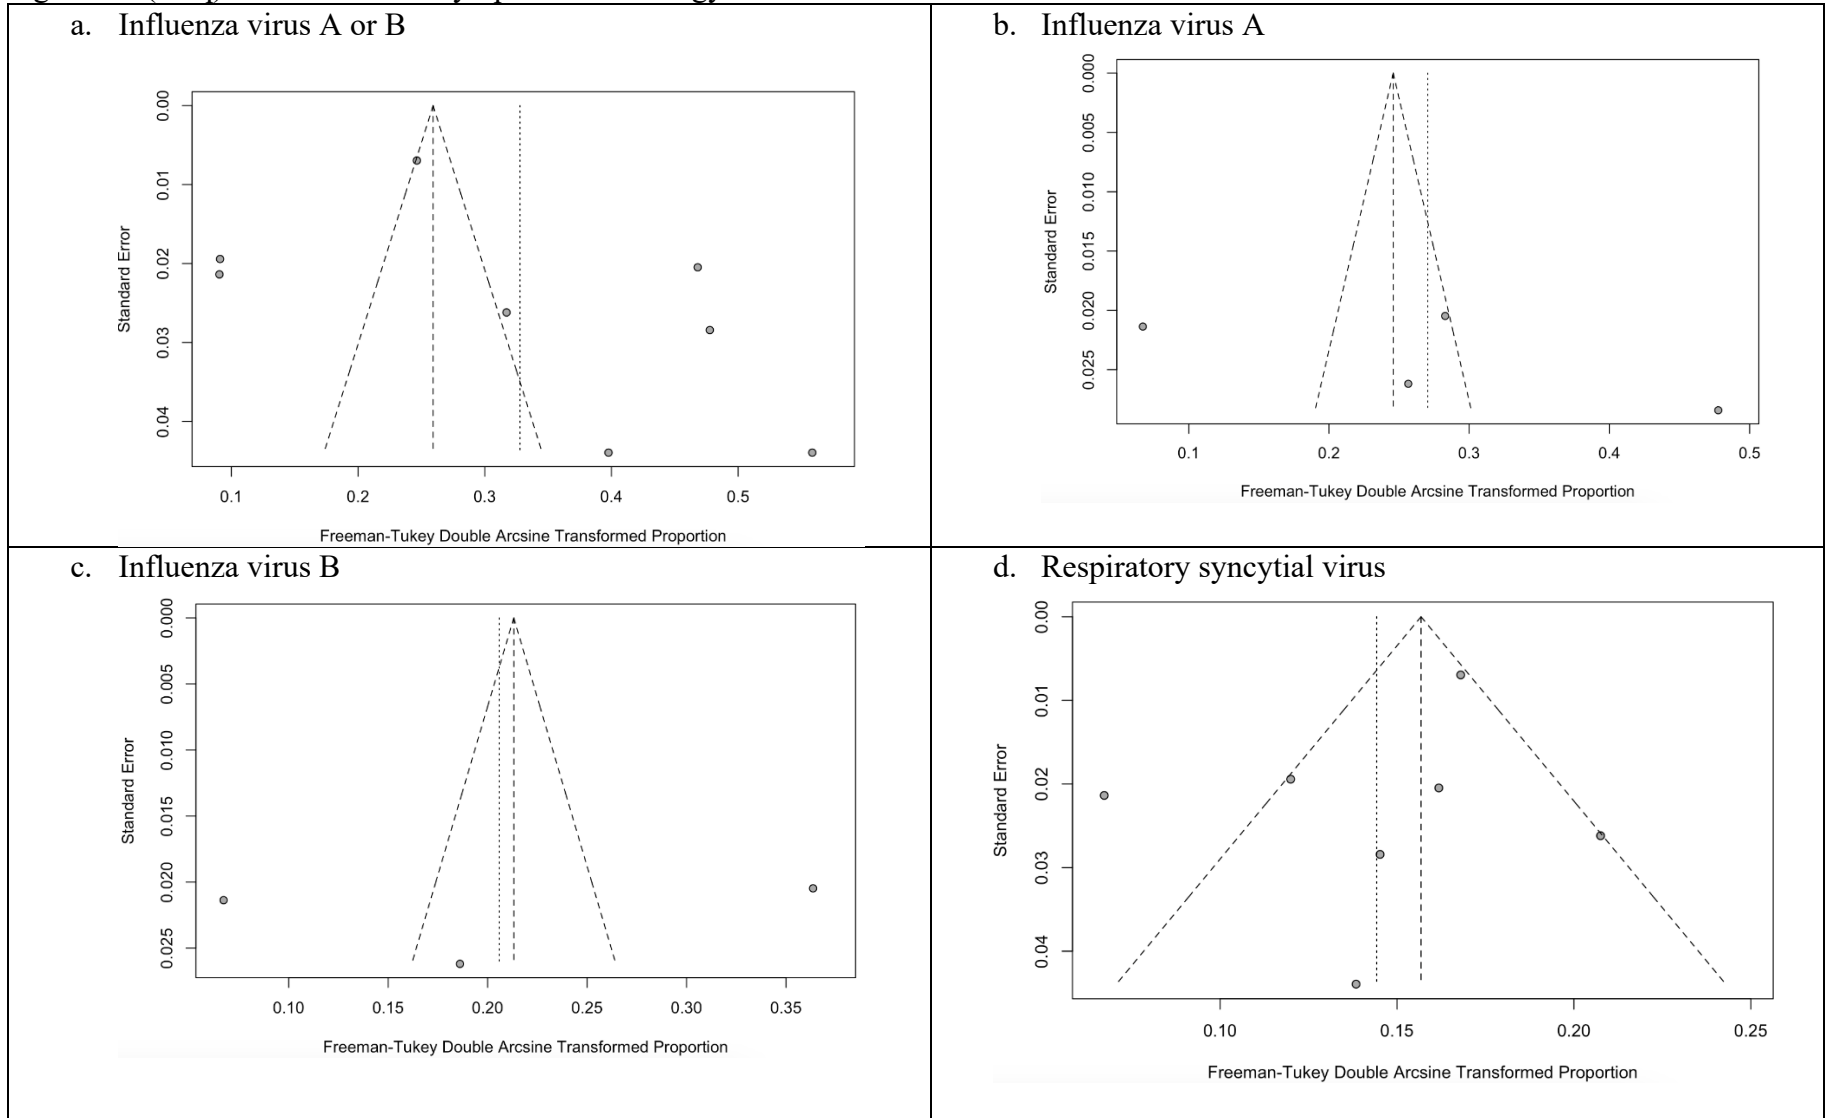 a. Influenza virus A or B
0.00
0.01
0.02
0.03
0.04
Standard Error
0.1 0.2 0.3 0.4 0.5
Freeman-Tukey Double Arcsine Transformed Proportion
b. Influenza virus A
0.000
0.005
0.010
0.015
0.020
0.025
Standard Error
0.1 0.2 0.3 0.4 0.5
Freeman-Tukey Double Arcsine Transformed Proportion
c. Influenza virus B
0.000
0.005
0.010
0.015
0.020
0.025
Standard Error
0.10 0.15 0.20 0.25 0.30 0.35
Freeman-Tukey Double Arcsine Transformed Proportion
d. Respiratory syncytial virus
0.00
0.01
0.02
0.03
0.04
Standard Error
0.10 0.15 0.20 0.25
Freeman-Tukey Double Arcsine Transformed Proportion